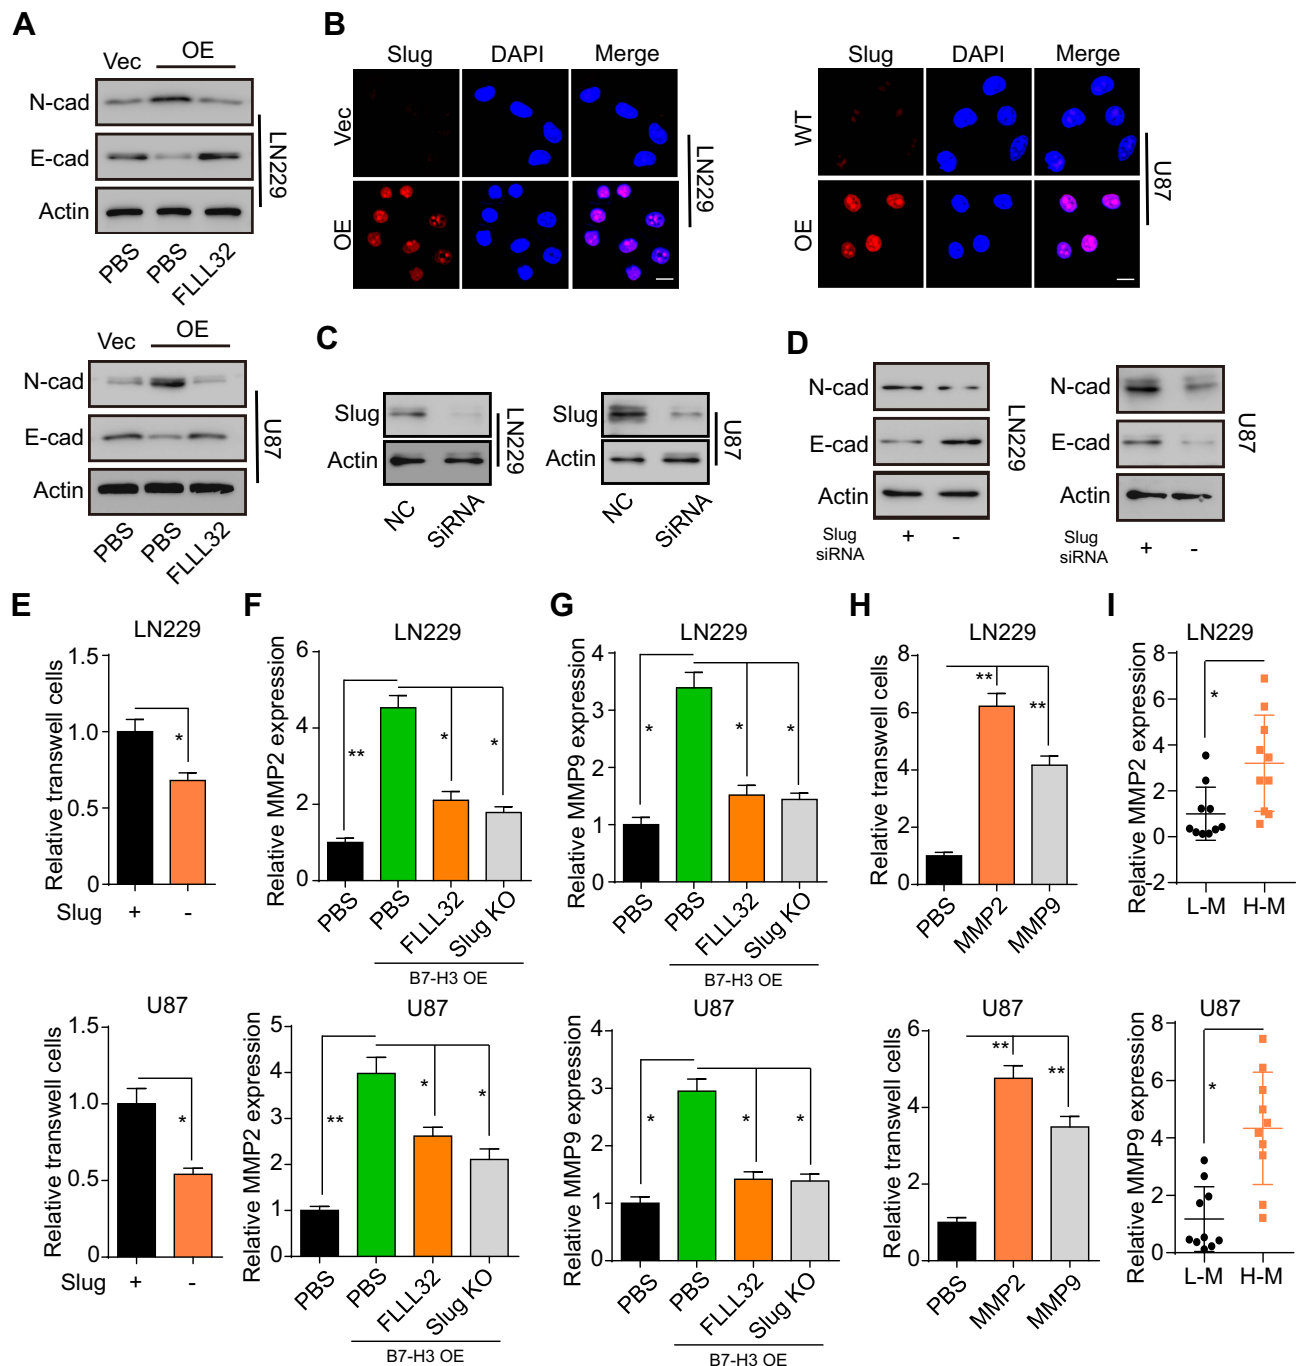 A
Vec OE
N-cad
E-cad
Actin
LN229
PBS PBS FLLL32
Vec OE
N-cad
E-cad
Actin
U87
PBS PBS FLLL32
B
Slug DAPI Merge
Vec
OE
LN229
Slug DAPI Merge
WT
OE
U87
C
Slug
Actin
LN229
NC SiRNA
Slug
Actin
U87
NC SiRNA
D
N-cad
E-cad
Actin
LN229
Slug siRNA + -
N-cad
E-cad
Actin
U87
Slug siRNA + -
E
LN229
Relative transwell cells
1.5
1.0
0.5
0
*
Slug + -
U87
Relative transwell cells
1.5
1.0
0.5
0
*
Slug + -
F
LN229
Relative MMP2 expression
6
4
2
0
** * *
PBS PBS FLLL32 Slug KO
B7-H3 OE
U87
Relative MMP2 expression
5
4
3
2
1
0
** * *
PBS PBS FLLL32 Slug KO
B7-H3 OE
G
LN229
Relative MMP9 expression
4
3
2
1
0
* * *
PBS PBS FLLL32 Slug KO
B7-H3 OE
U87
Relative MMP9 expression
4
3
2
1
0
* * *
PBS PBS FLLL32 Slug KO
B7-H3 OE
H
LN229
Relative transwell cells
8
6
4
2
0
** **
PBS MMP2 MMP9
U87
Relative transwell cells
6
4
2
0
** **
PBS MMP2 MMP9
I
LN229
Relative MMP2 expression
8
6
4
2
0
-2
*
L-M H-M
U87
Relative MMP9 expression
8
6
4
2
0
*
L-M H-M